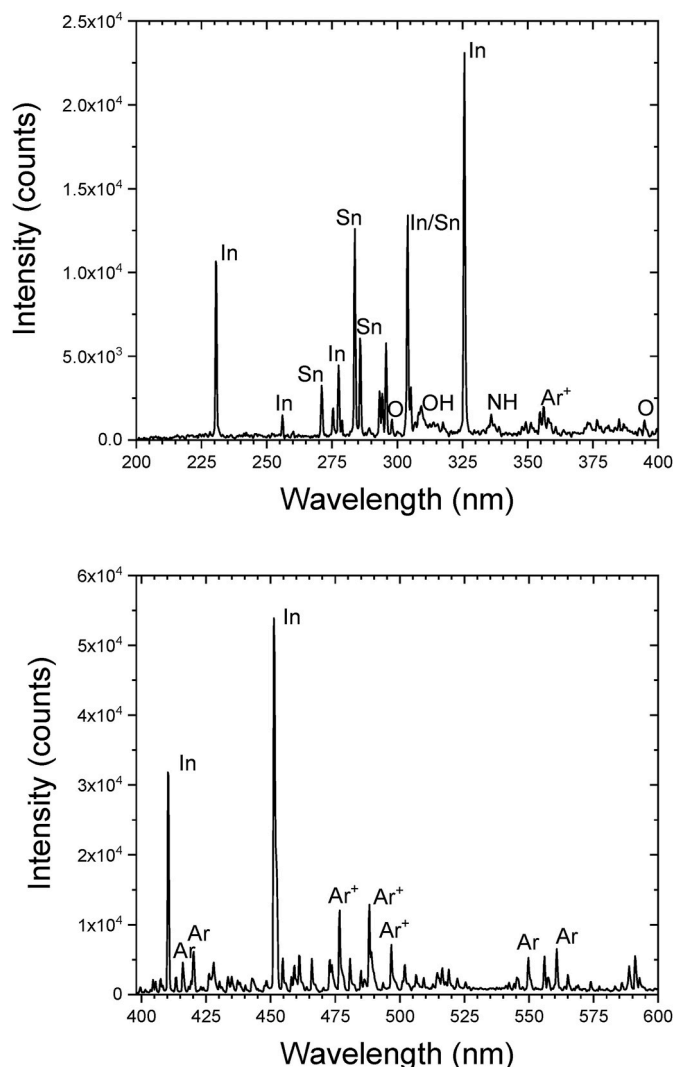 2.5x10⁴
2.0x10⁴
1.5x10⁴
1.0x10⁴
5.0x10³
0.0
Intensity (counts)
In
In
Sn
In
Sn
Sn
O
In/Sn
OH
In
NH
Ar⁺
O
200 225 250 275 300 325 350 375 400
Wavelength (nm)
6x10⁴
5x10⁴
4x10⁴
3x10⁴
2x10⁴
1x10⁴
0
Intensity (counts)
In
Ar
Ar
In
Ar⁺
Ar⁺
Ar⁺
Ar
Ar
400 425 450 475 500 525 550 575 600
Wavelength (nm)